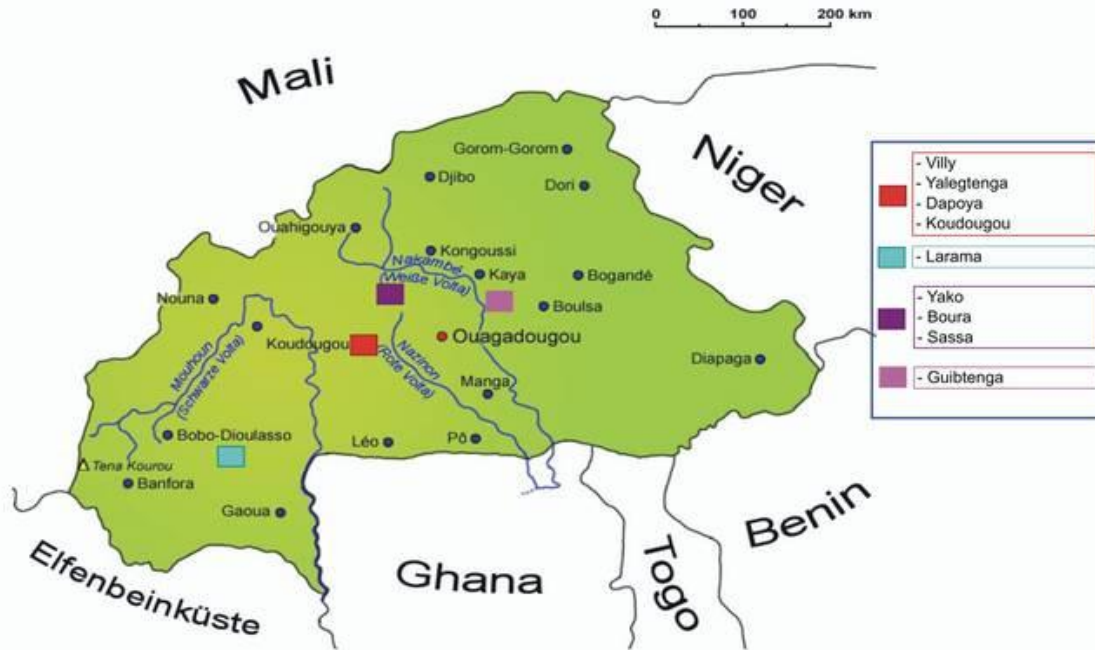 0 100 200 km
Mali
Niger
Gorom-Gorom
Djibo
Dori
Ouahigouya
Kongoussi
Nakambé
(Weiße Volta)
Kaya
Bogandé
Nouna
Boulsa
Koudougou
Ouagadougou
Mouhoun
(Schwarze Volta)
Nazinon
(Rote Volta)
Diapaga
Manga
Bobo-Dioulasso
Léo
Pô
Tena Kourou
Banfora
Gaoua
Elfenbeinküste
Ghana
Togo
Benin
- Villy
- Yalegtenga
- Dapoya
- Koudougou
- Larama
- Yako
- Boura
- Sassa
- Guibtenga